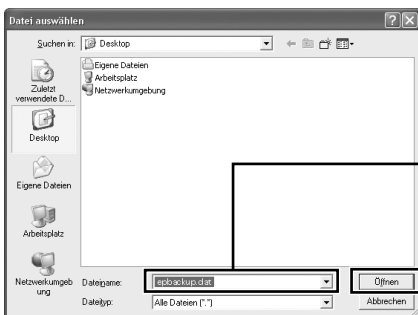 Datei auswählen
Suchen in: Desktop
Zuletzt
verwendete D...
Desktop
Eigene Dateien
Arbeitsplatz
Netzwerkumgeb
ung
Eigene Dateien
Arbeitsplatz
Netzwerkumgebung
Dateiname: epbackup.dat Öffnen
Dateityp: Alle Dateien (*.*) Abbrechen